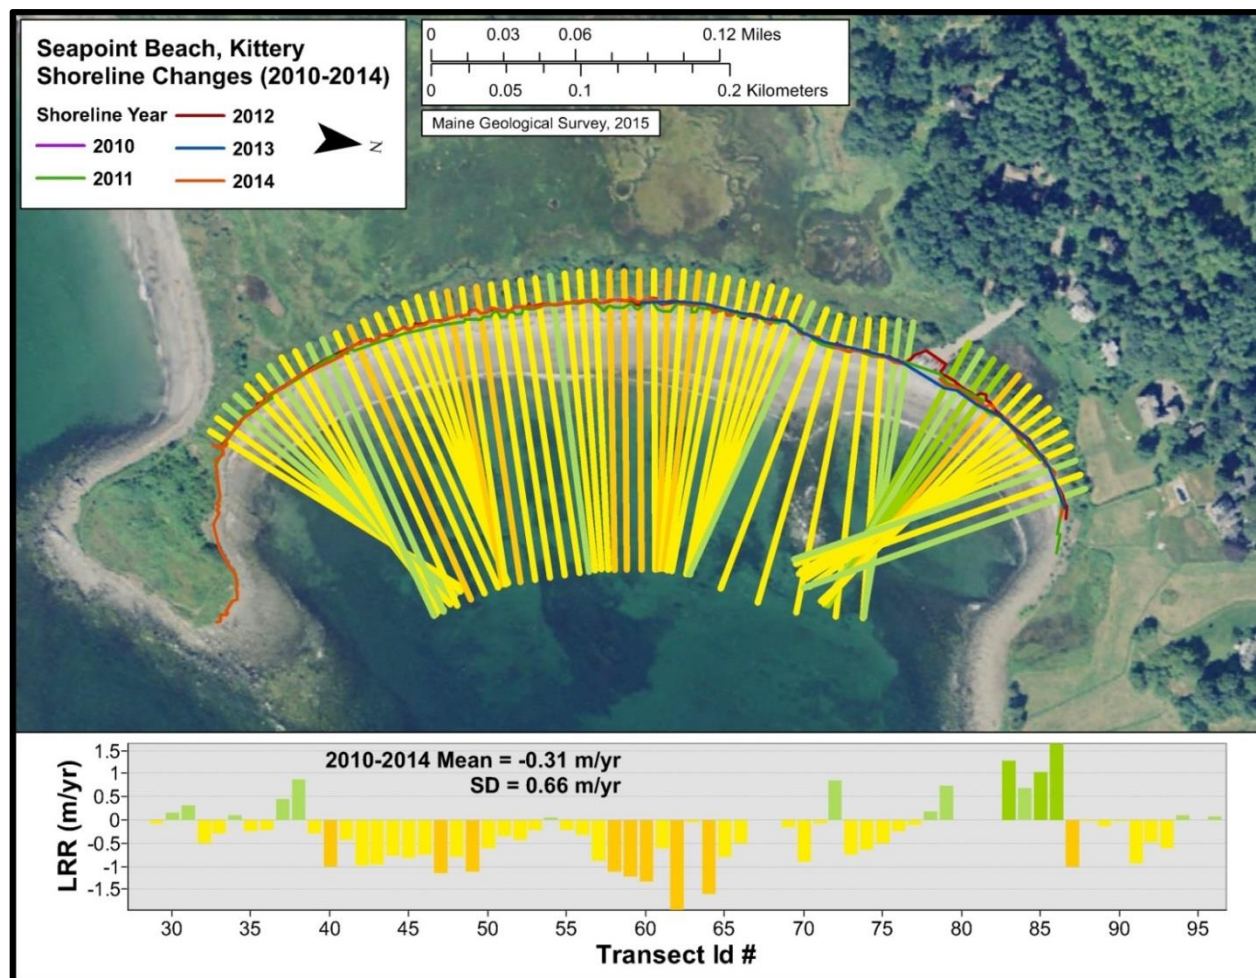 Seapoint Beach, Kittery
Shoreline Changes (2010-2014)
Shoreline Year
2010
2011
2012
2013
2014
N
0 0.03 0.06 0.12 Miles
0 0.05 0.1 0.2 Kilometers
Maine Geological Survey, 2015
2010-2014 Mean = -0.31 m/yr
SD = 0.66 m/yr
LRR (m/yr)
1.5
1
0.5
0
-0.5
-1
-1.5
30 35 40 45 50 55 60 65 70 75 80 85 90 95
Transect Id #